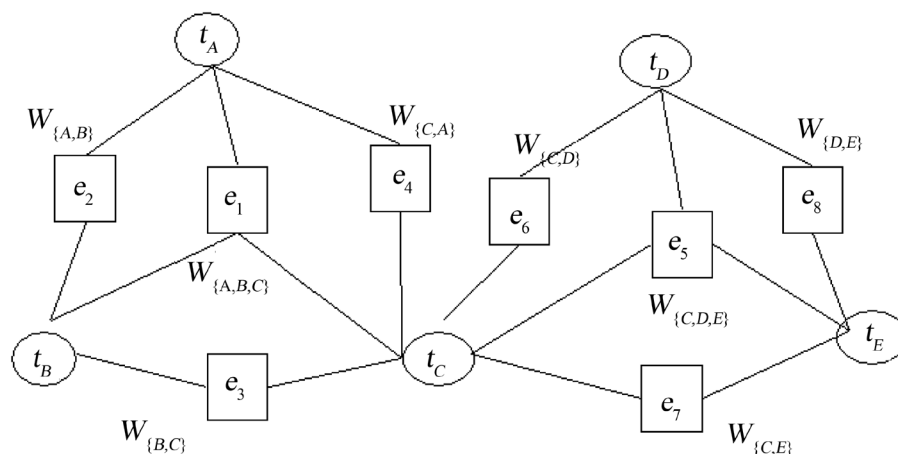 t_A
t_D
W_{A,B}
W_{C,A}
W_{C,D}
W_{D,E}
e_2
e_1
e_4
e_6
e_5
e_8
W_{A,B,C}
W_{C,D,E}
t_B
e_3
t_C
t_E
e_7
W_{B,C}
W_{C,E}